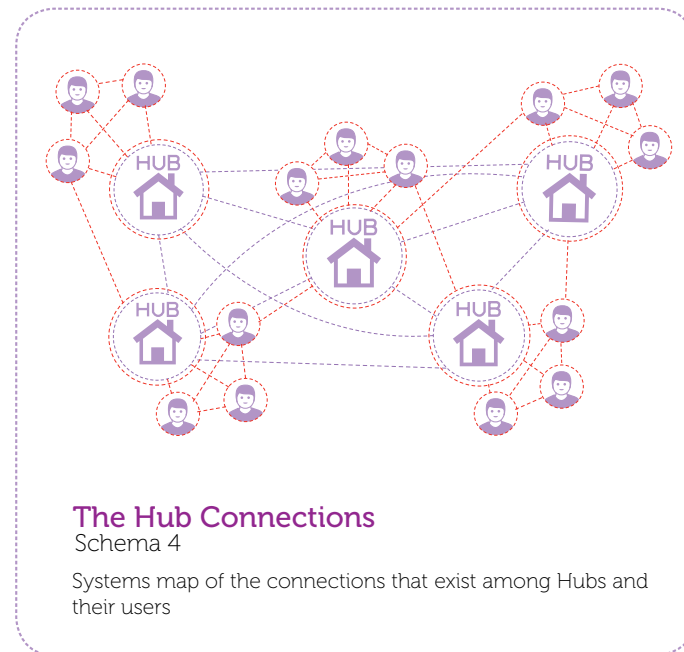 HUB
HUB
HUB
HUB
HUB
The Hub Connections
Schema 4
Systems map of the connections that exist among Hubs and
their users